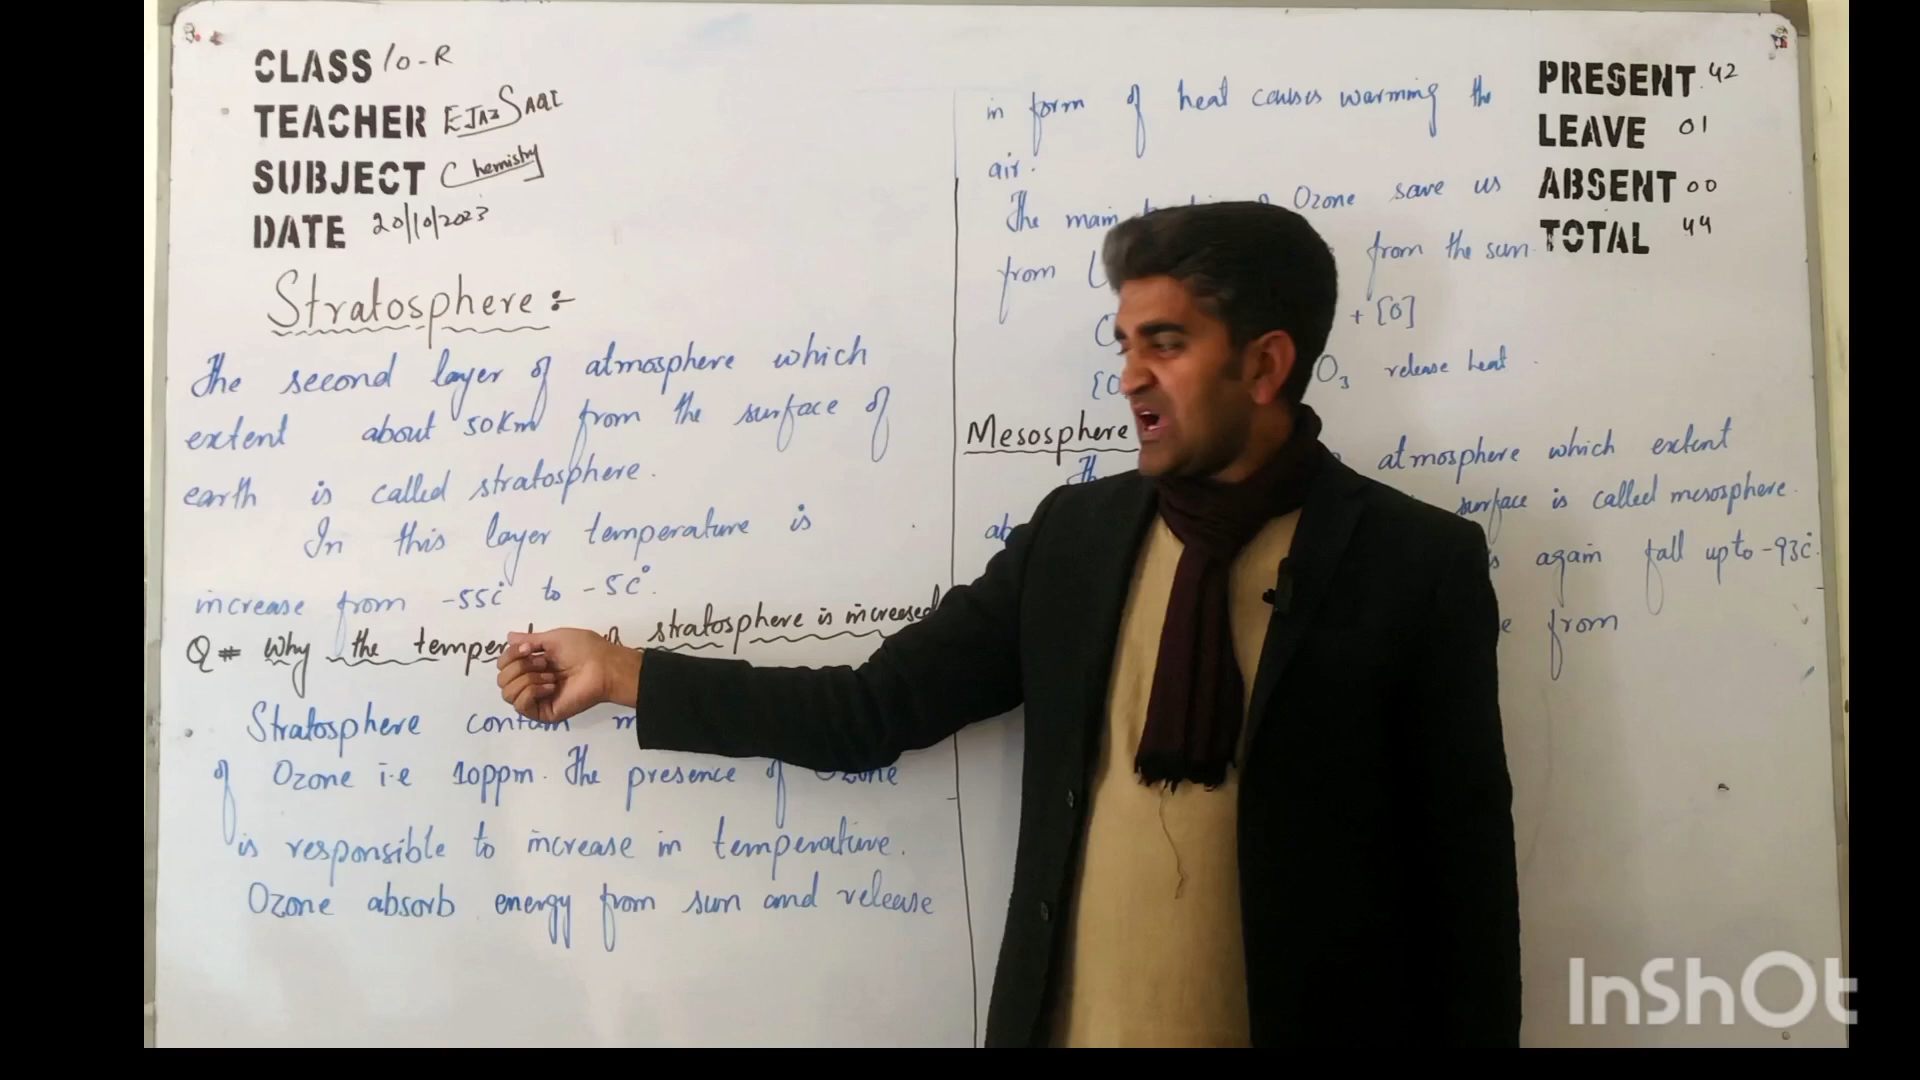 CLASS 10-R
TEACHER EJAZ SAQI
SUBJECT Chemistry
DATE 20/10/2023
Stratosphere :-
The second layer of atmosphere which
extent about 50Km from the surface of
earth is called stratosphere.
In this layer temperature is
increase from -55c° to -5c°.
Q # Why the stratosphere is increased
Stratosphere contain
of Ozone i.e 10ppm. The presence of Ozone
is responsible to increase in temperature.
Ozone absorb energy from sun and release
in form of heat causes warming the
air.
The main Ozone save us
from from the sun.
+ [O]
O3 release heat.
Mesosphere
The atmosphere which extent
surface is called mesosphere.
again fall upto -93c°.
from
PRESENT 42
LEAVE 01
ABSENT 00
TOTAL 44
InShOt